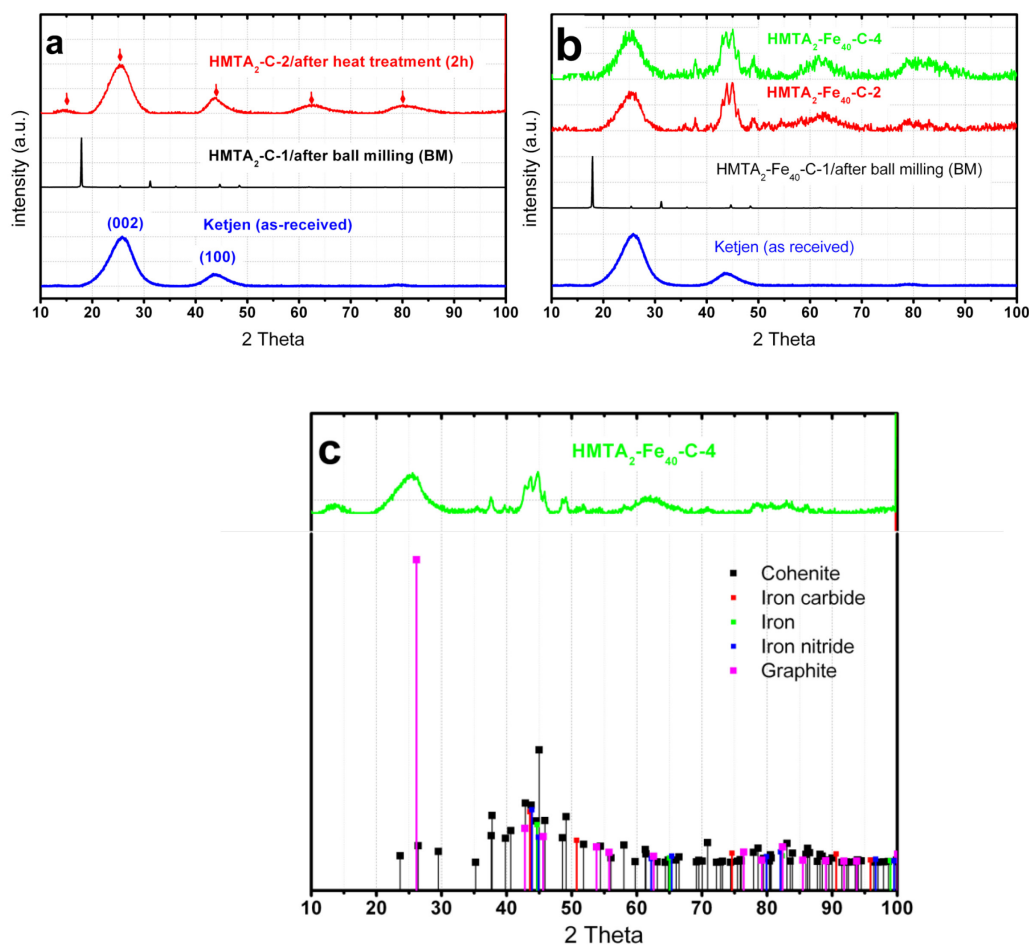 a
HMTA₂-C-2/after heat treatment (2h)
HMTA₂-C-1/after ball milling (BM)
(002)
Ketjen (as-received)
(100)
intensity (a.u.)
10 20 30 40 50 60 70 80 90 100
2 Theta
b
HMTA₂-Fe₄₀-C-4
HMTA₂-Fe₄₀-C-2
HMTA₂-Fe₄₀-C-1/after ball milling (BM)
Ketjen (as received)
intensity (a.u.)
10 20 30 40 50 60 70 80 90 100
2 Theta
c
HMTA₂-Fe₄₀-C-4
Cohenite
Iron carbide
Iron
Iron nitride
Graphite
10 20 30 40 50 60 70 80 90 100
2 Theta